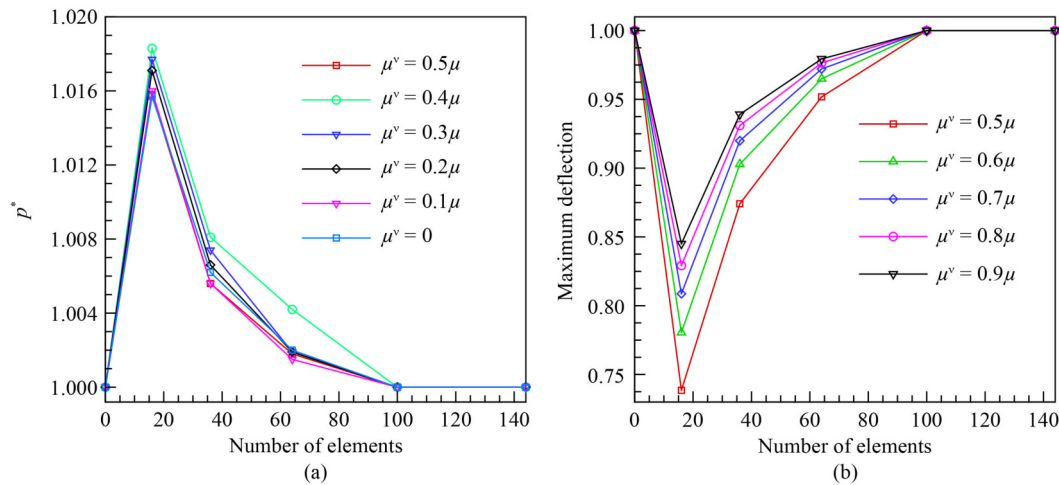 1.020
1.016
1.012
1.008
1.004
1.000
p*
0 20 40 60 80 100 120 140
Number of elements
(a)
μᵛ = 0.5μ
μᵛ = 0.4μ
μᵛ = 0.3μ
μᵛ = 0.2μ
μᵛ = 0.1μ
μᵛ = 0
1.00
0.95
0.90
0.85
0.80
0.75
Maximum deflection
0 20 40 60 80 100 120 140
Number of elements
(b)
μᵛ = 0.5μ
μᵛ = 0.6μ
μᵛ = 0.7μ
μᵛ = 0.8μ
μᵛ = 0.9μ